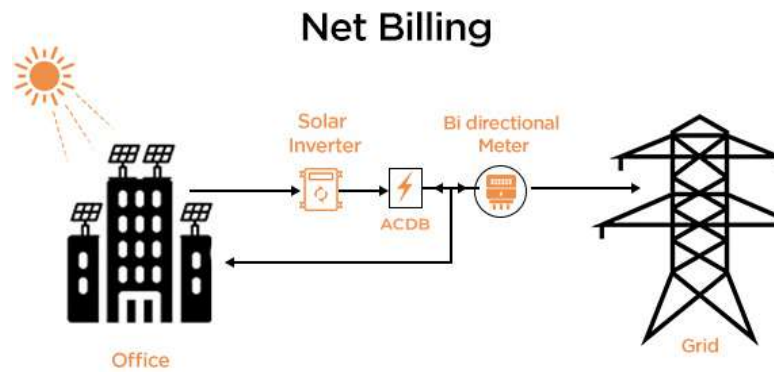 Net Billing
Solar
Inverter
Bi directional
Meter
ACDB
Office
Grid